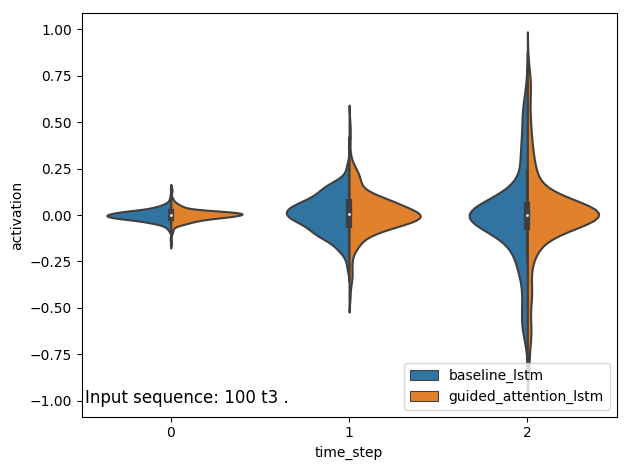 1.00
0.75
0.50
0.25
0.00
−0.25
−0.50
−0.75
−1.00
activation
Input sequence: 100 t3 .
baseline_lstm
guided_attention_lstm
0 1 2
time_step